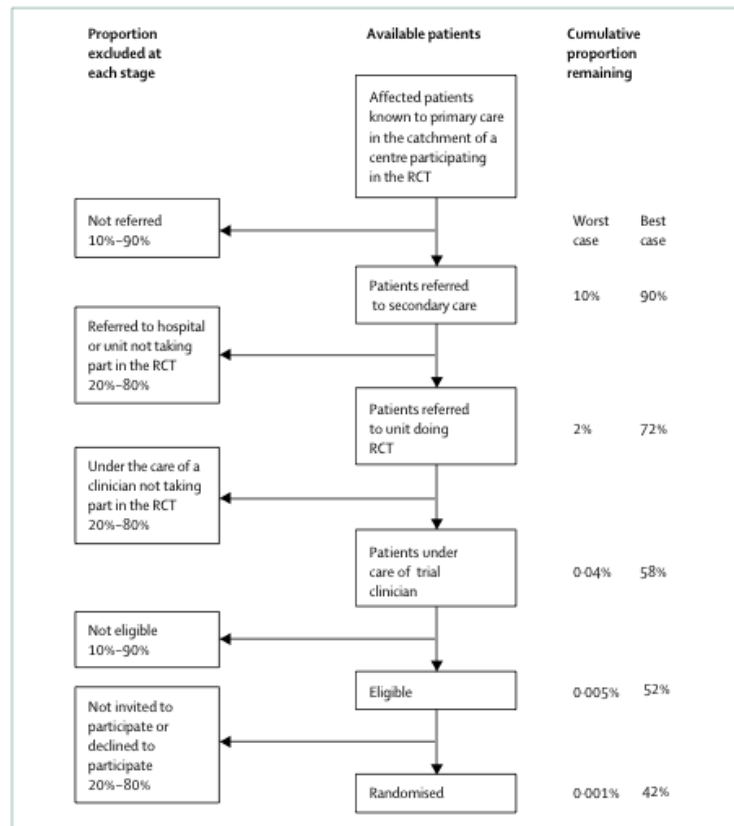 Proportion
excluded at
each stage
Available patients
Cumulative
proportion
remaining
Affected patients
known to primary care
in the catchment of a
centre participating
in the RCT
Not referred
10%–90%
Worst
case
Best
case
Patients referred
to secondary care
10%
90%
Referred to hospital
or unit not taking
part in the RCT
20%–80%
Patients referred
to unit doing
RCT
2%
72%
Under the care of a
clinician not taking
part in the RCT
20%–80%
Patients under
care of trial
clinician
0·04%
58%
Not eligible
10%–90%
Eligible
0·005%
52%
Not invited to
participate or
declined to
participate
20%–80%
Randomised
0·001%
42%